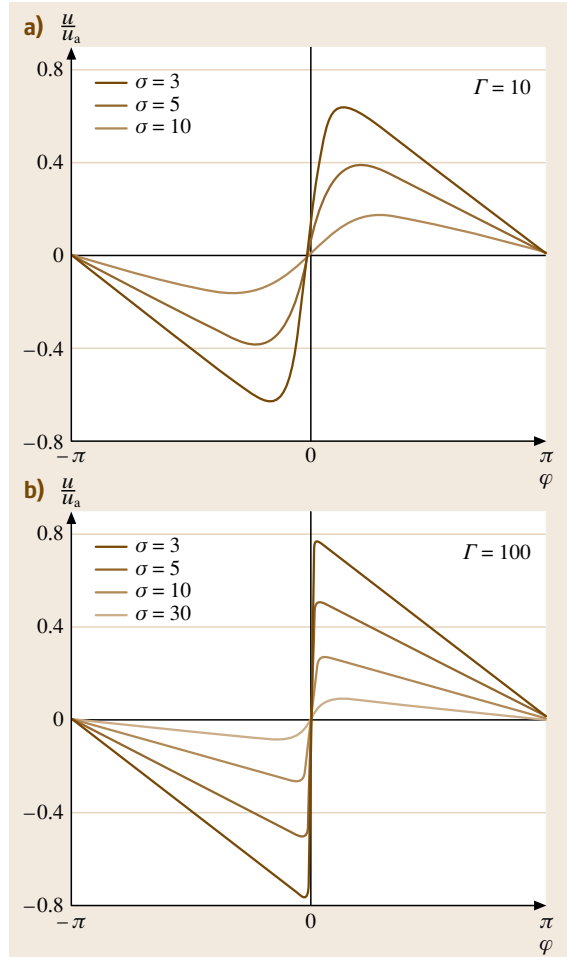 a)
u
u_a
0.8
σ = 3
σ = 5
σ = 10
Γ = 10
0.4
0
−0.4
−0.8
−π
0
π
φ
b)
u
u_a
0.8
σ = 3
σ = 5
σ = 10
σ = 30
Γ = 100
0.4
0
−0.4
−0.8
−π
0
π
φ